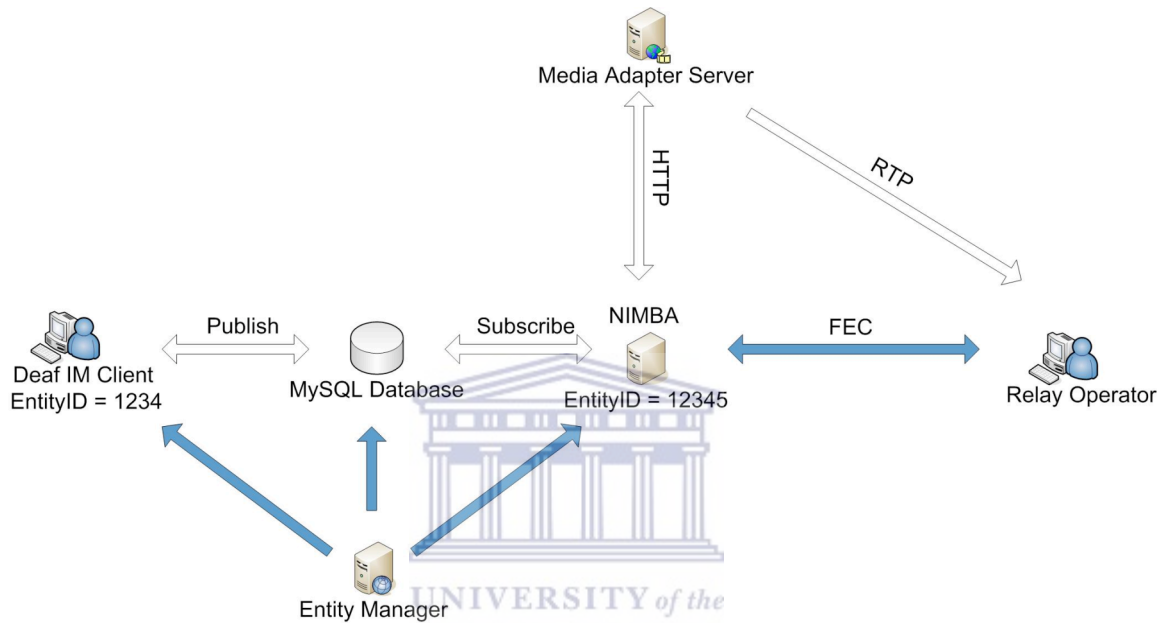 Media Adapter Server
HTTP
RTP
Publish
Subscribe
NIMBA
FEC
Deaf IM Client
EntityID = 1234
MySQL Database
EntityID = 12345
Relay Operator
Entity Manager
UNIVERSITY of the